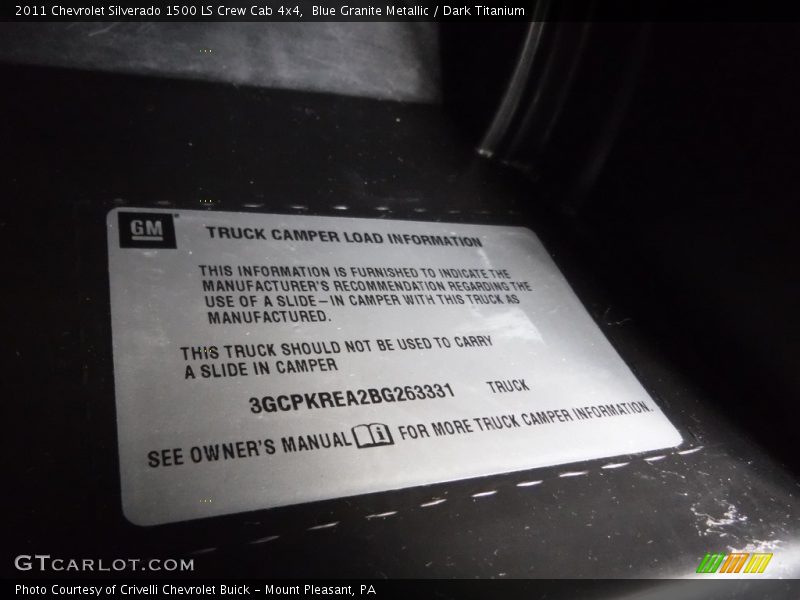 2011 Chevrolet Silverado 1500 LS Crew Cab 4x4,  Blue Granite Metallic / Dark Titanium
GM
TRUCK CAMPER LOAD INFORMATION
THIS INFORMATION IS FURNISHED TO INDICATE THE
MANUFACTURER'S RECOMMENDATION REGARDING THE
USE OF A SLIDE–IN CAMPER WITH THIS TRUCK AS
MANUFACTURED.
THIS TRUCK SHOULD NOT BE USED TO CARRY
A SLIDE IN CAMPER
3GCPKREA2BG263331 TRUCK
SEE OWNER'S MANUAL FOR MORE TRUCK CAMPER INFORMATION.
GTCARLOT.COM
Photo Courtesy of Crivelli Chevrolet Buick – Mount Pleasant, PA